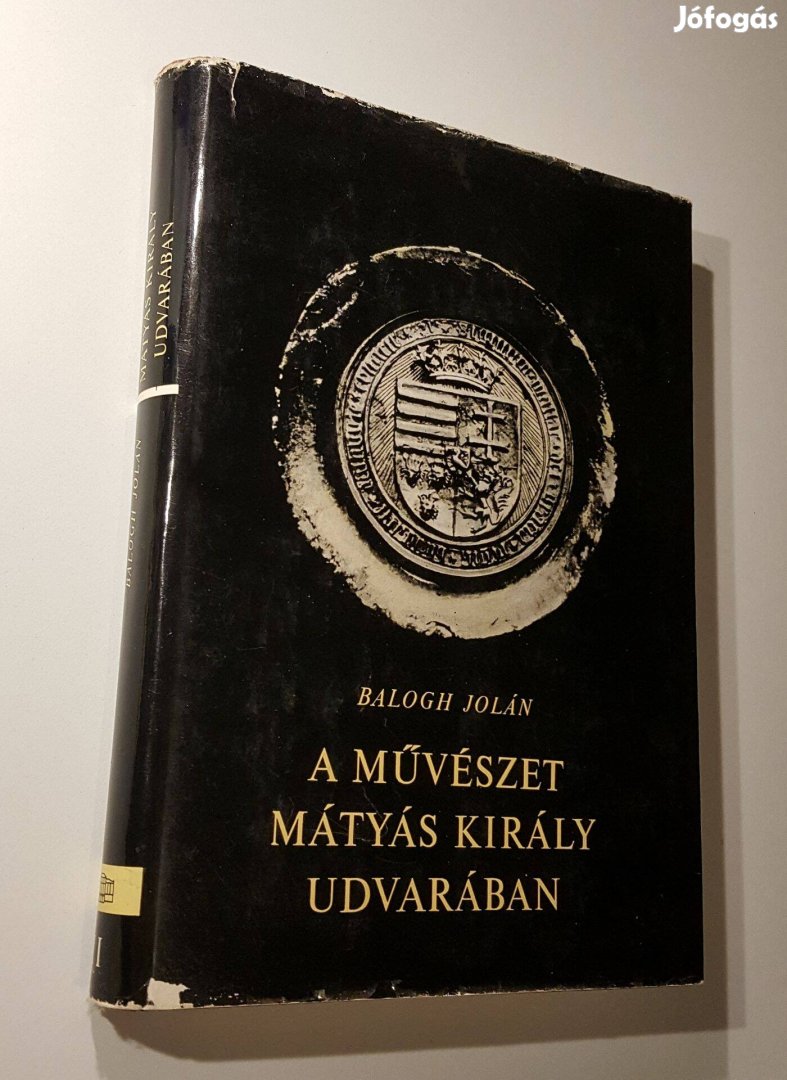 Jófogás
MÁTYÁS KIRÁLY
UDVARÁBAN
BALOGH JOLÁN
I
BALOGH JOLÁN
A MŰVÉSZET
MÁTYÁS KIRÁLY
UDVARÁBAN